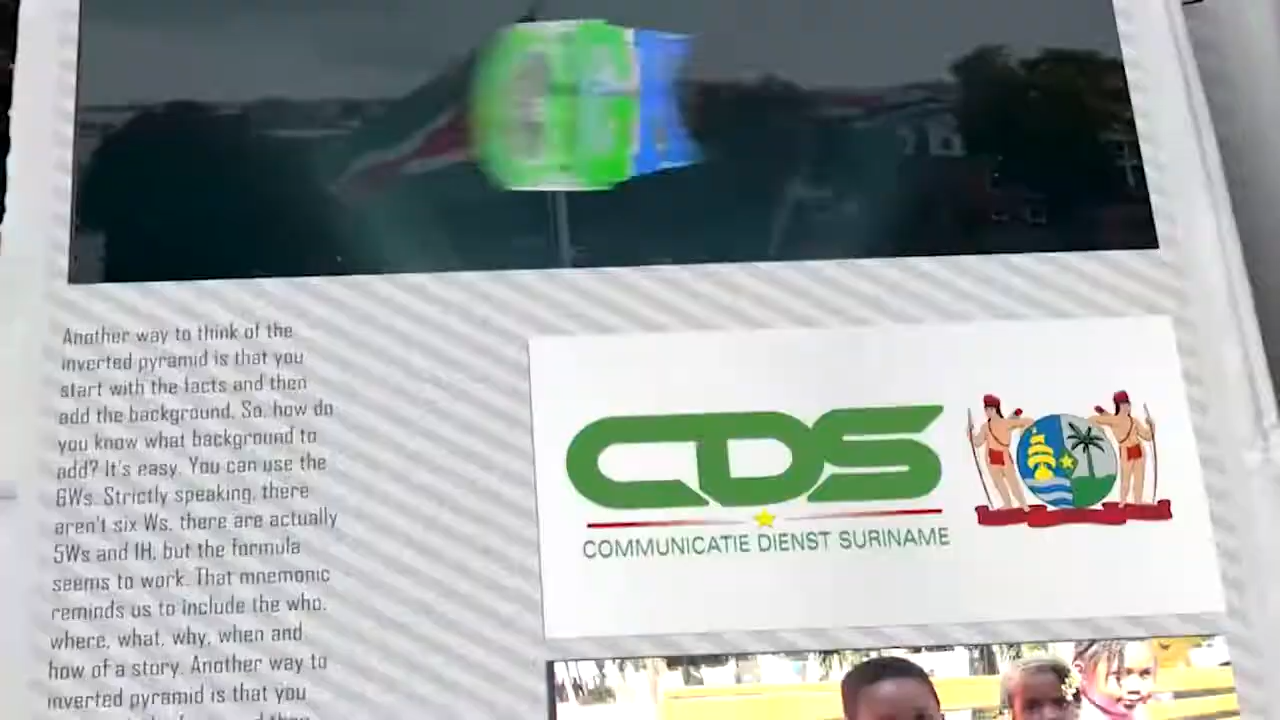 Another way to think of the
inverted pyramid is that you
start with the facts and then
add the background. So, how do
you know what background to
add? It's easy. You can use the
6Ws. Strictly speaking, there
aren't six Ws, there are actually
5Ws and 1H, but the formula
seems to work. That mnemonic
reminds us to include the who,
where, what, why, when and
how of a story. Another way to
inverted pyramid is that you
CDS
COMMUNICATIE DIENST SURINAME